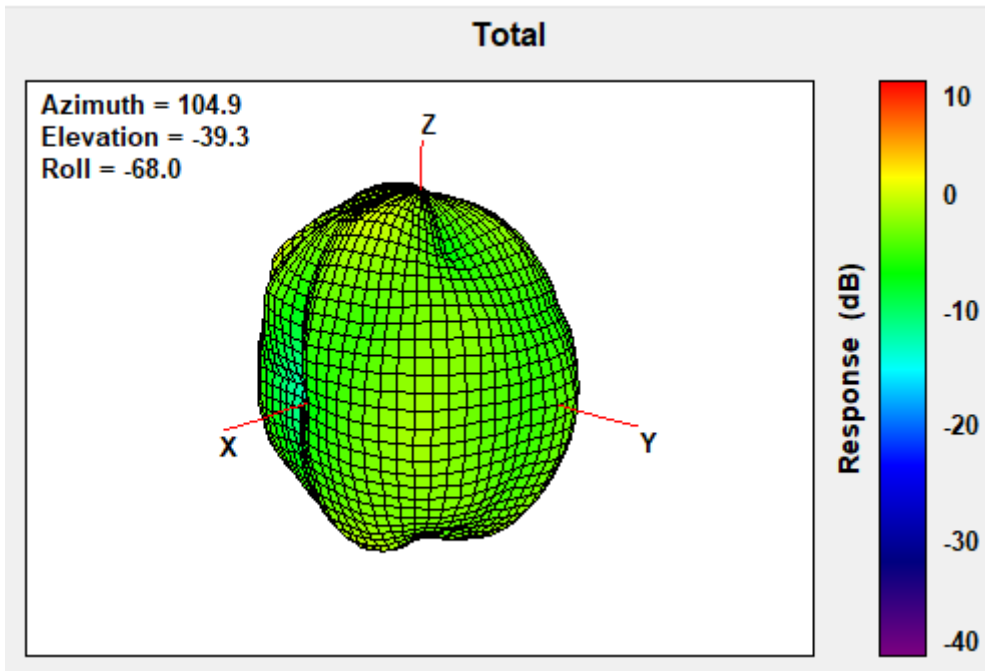 Total
Azimuth = 104.9
Elevation = -39.3
Roll = -68.0
Z
X
Y
10
0
-10
-20
-30
-40
Response (dB)